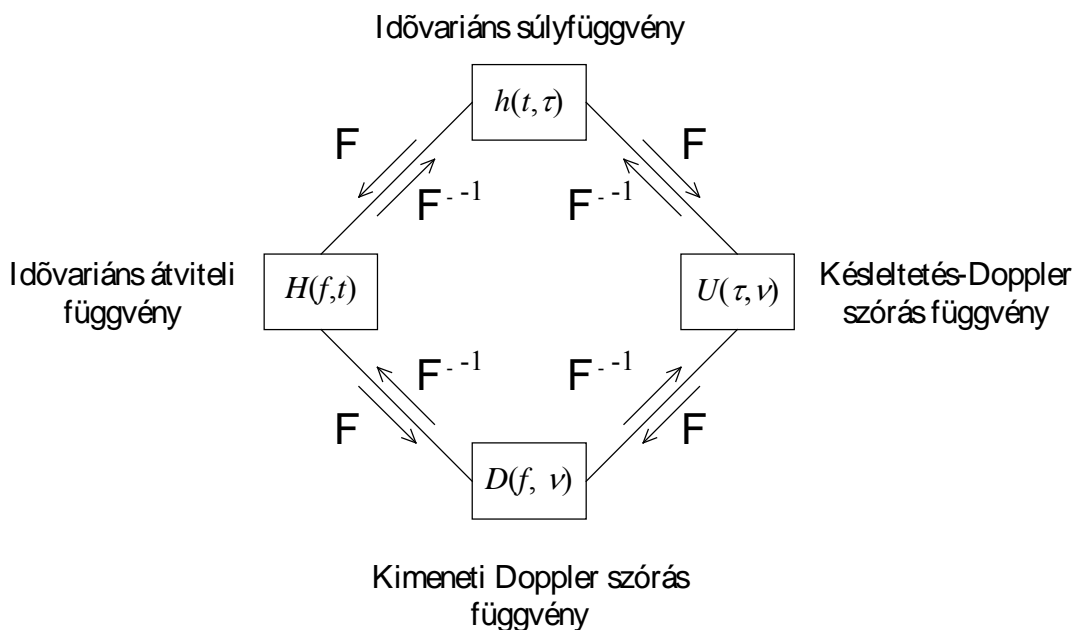 Idõvariáns súlyfüggvény
h(t,τ)
F
F
F - -1
F - -1
Idõvariáns átviteli
függvény
H(f,t)
U(τ,ν)
Késleltetés-Doppler
szórás függvény
F - -1
F - -1
F
F
D(f, ν)
Kimeneti Doppler szórás
függvény